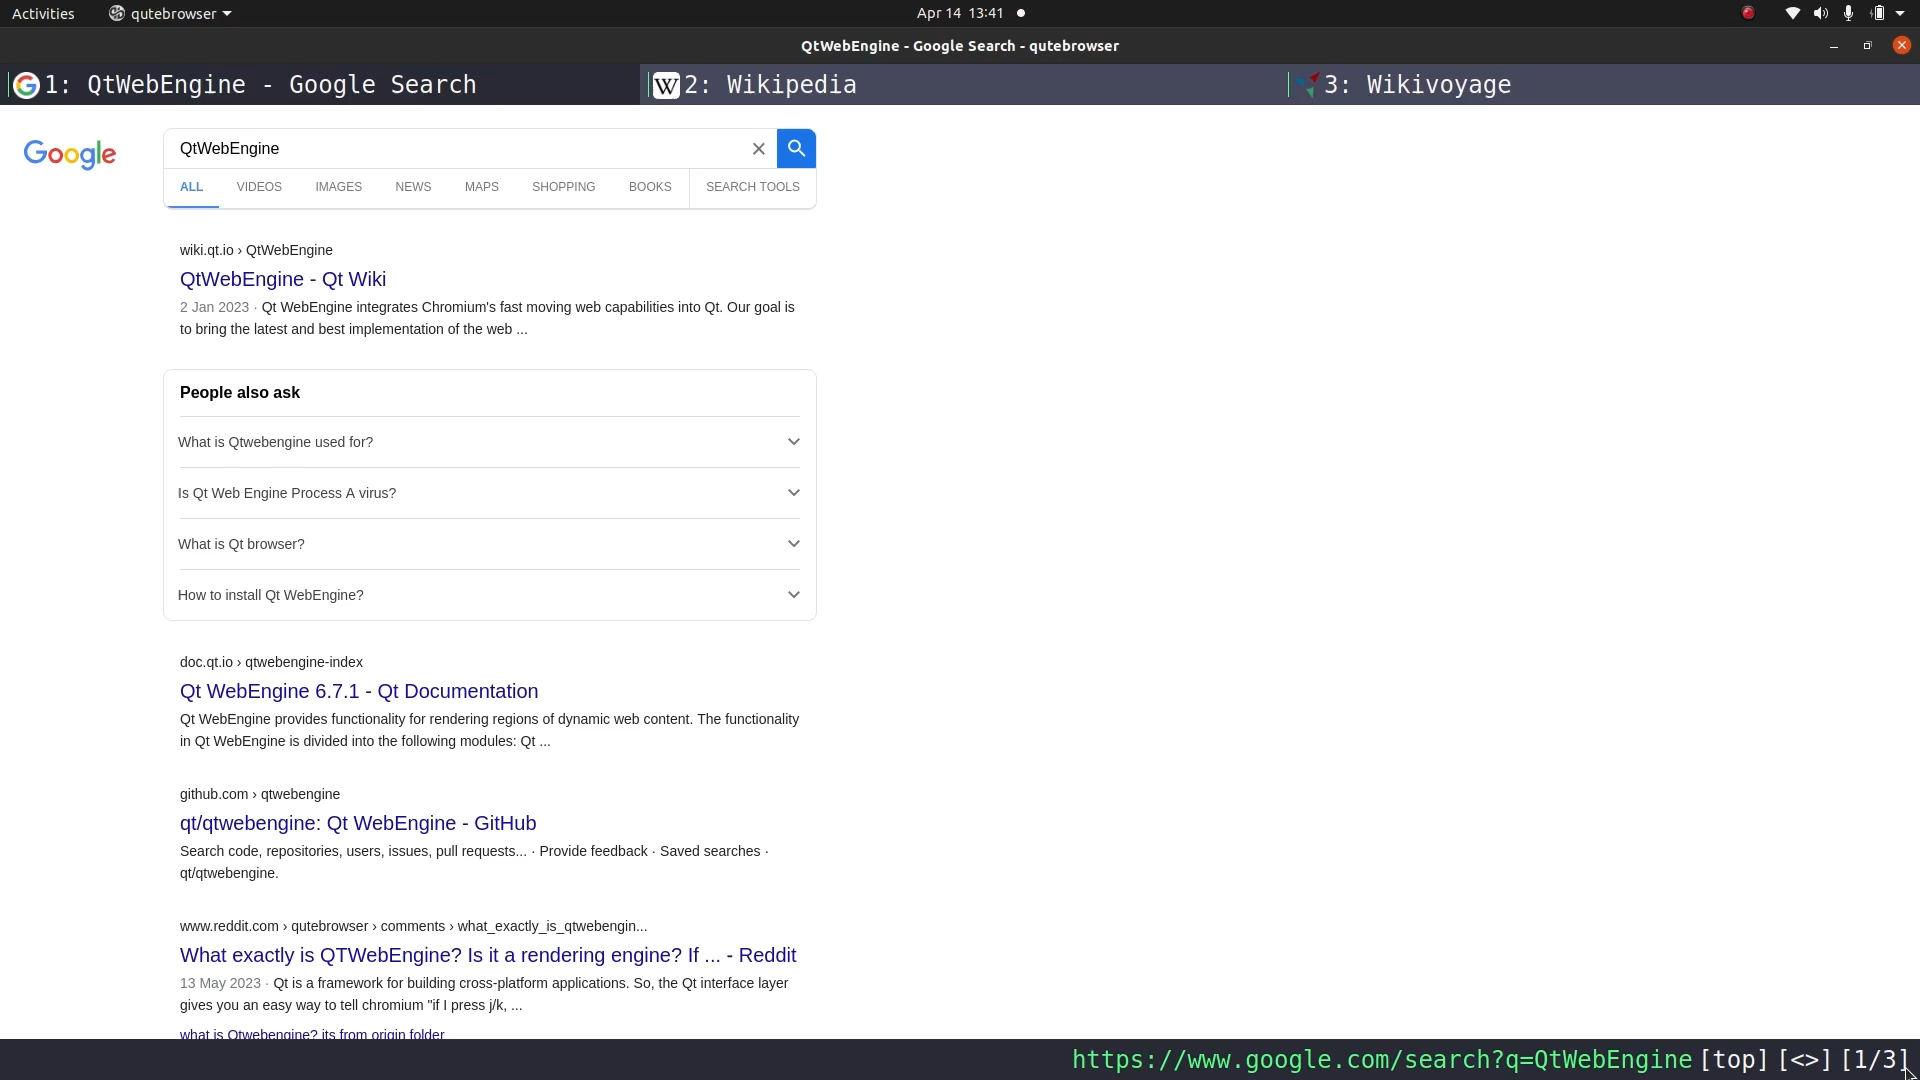 Activities
qutebrowser
Apr 14 13:41
QtWebEngine - Google Search - qutebrowser
1: QtWebEngine - Google Search
W 2: Wikipedia
3: Wikivoyage
Google
QtWebEngine
ALL VIDEOS IMAGES NEWS MAPS SHOPPING BOOKS SEARCH TOOLS
wiki.qt.io › QtWebEngine
QtWebEngine - Qt Wiki
2 Jan 2023 · Qt WebEngine integrates Chromium's fast moving web capabilities into Qt. Our goal is
to bring the latest and best implementation of the web ...
People also ask
What is Qtwebengine used for?
Is Qt Web Engine Process A virus?
What is Qt browser?
How to install Qt WebEngine?
doc.qt.io › qtwebengine-index
Qt WebEngine 6.7.1 - Qt Documentation
Qt WebEngine provides functionality for rendering regions of dynamic web content. The functionality
in Qt WebEngine is divided into the following modules: Qt ...
github.com › qtwebengine
qt/qtwebengine: Qt WebEngine - GitHub
Search code, repositories, users, issues, pull requests... · Provide feedback · Saved searches ·
qt/qtwebengine.
www.reddit.com › qutebrowser › comments › what_exactly_is_qtwebengin...
What exactly is QTWebEngine? Is it a rendering engine? If ... - Reddit
13 May 2023 · Qt is a framework for building cross-platform applications. So, the Qt interface layer
gives you an easy way to tell chromium "if I press j/k, ...
what is Qtwebengine? its from origin folder
https://www.google.com/search?q=QtWebEngine [top] [<>] [1/3]